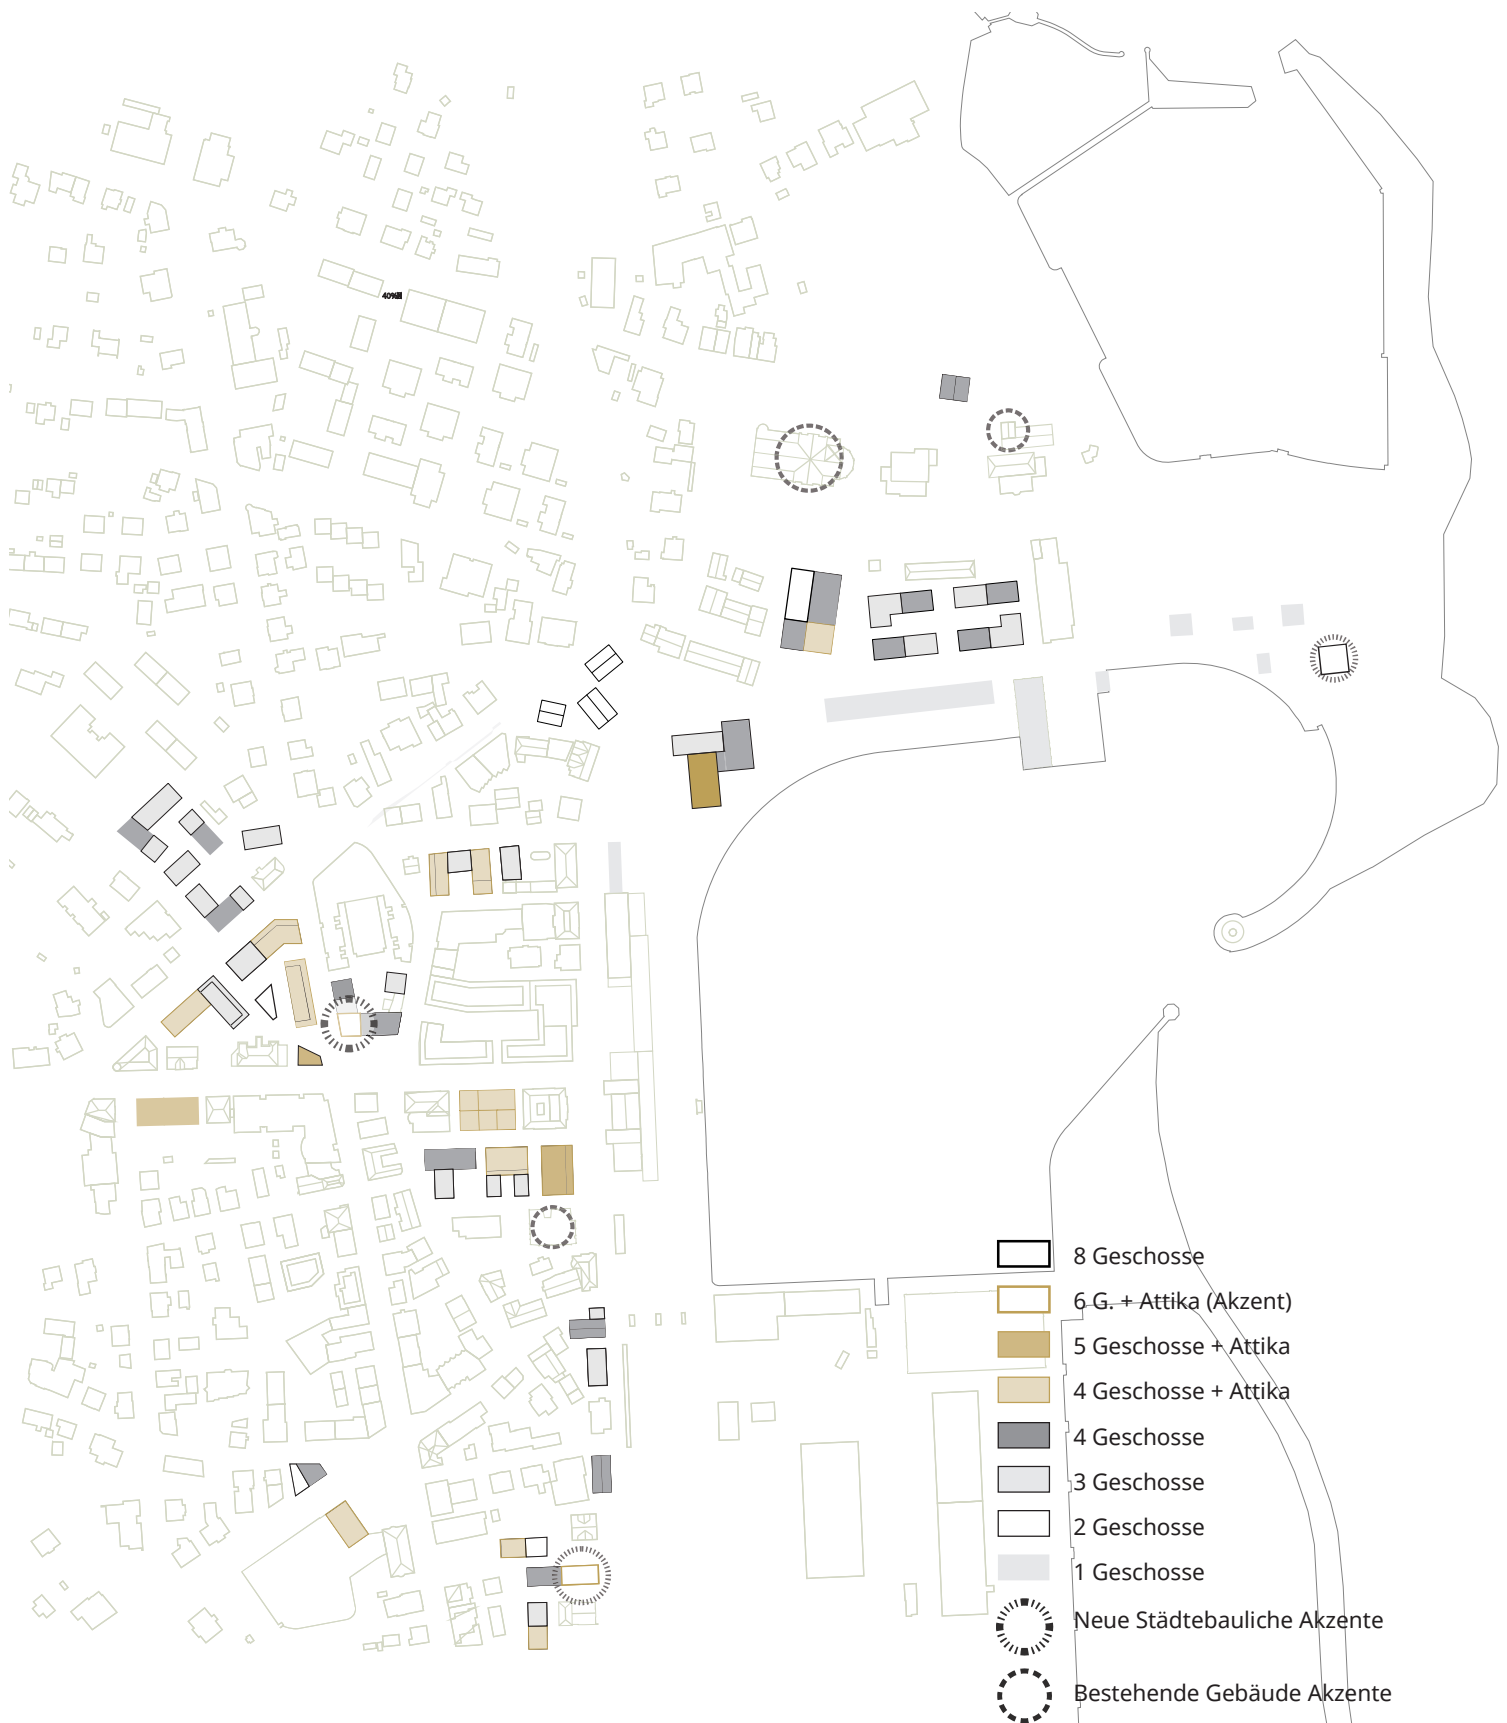 8 Geschosse
6 G. + Attika (Akzent)
5 Geschosse + Attika
4 Geschosse + Attika
4 Geschosse
3 Geschosse
2 Geschosse
1 Geschosse
Neue Städtebauliche Akzente
Bestehende Gebäude Akzente